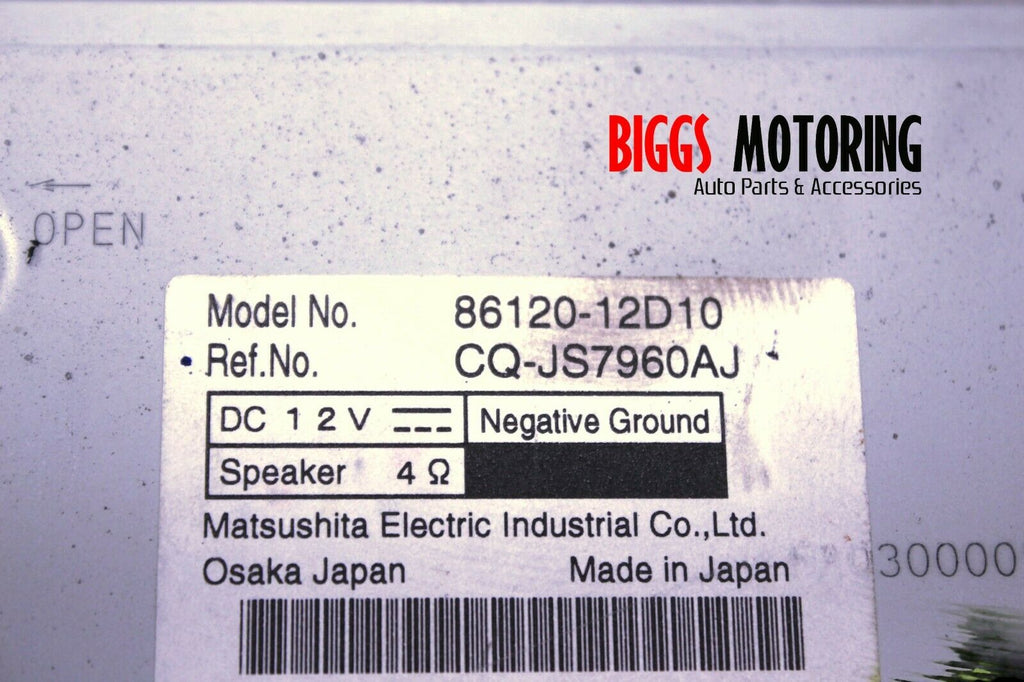 BIGGS MOTORING
Auto Parts & Accessories
OPEN
Model No. 86120-12D10
Ref.No. CQ-JS7960AJ
DC 12V Negative Ground
Speaker 4 Ω
Matsushita Electric Industrial Co.,Ltd.
Osaka Japan Made in Japan
30000